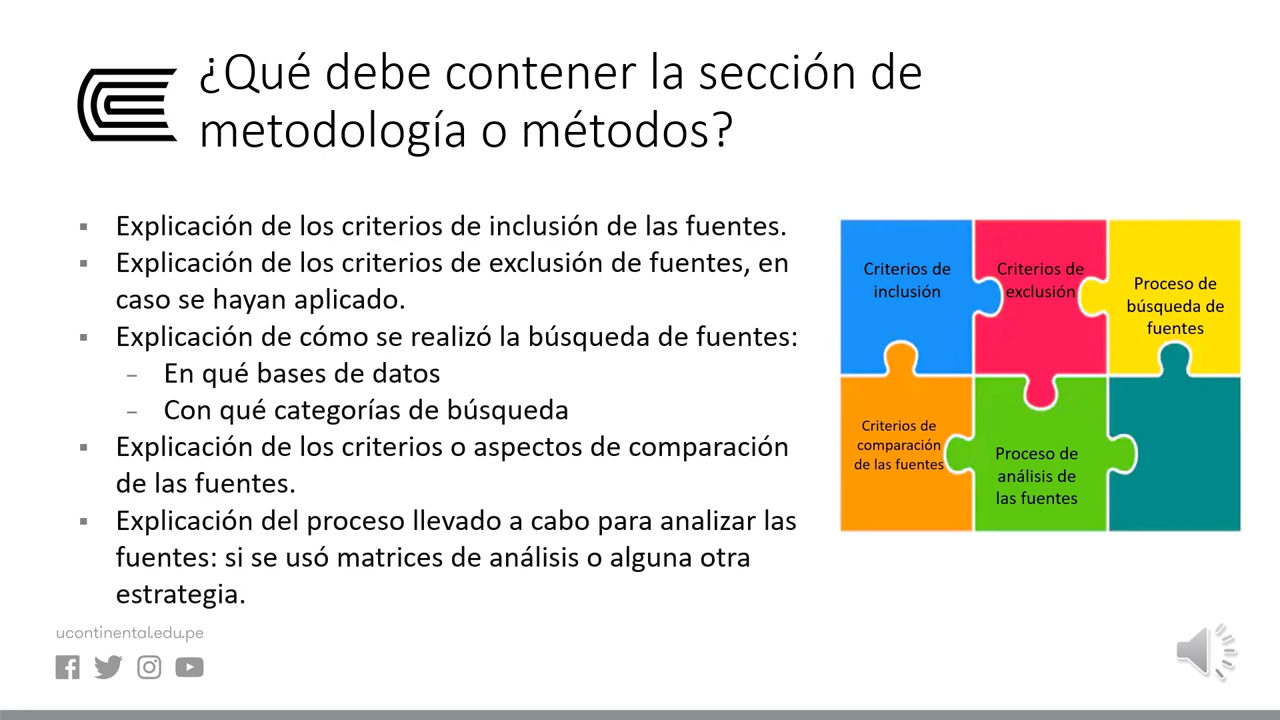 ¿Qué debe contener la sección de
metodología o métodos?
▪ Explicación de los criterios de inclusión de las fuentes.
▪ Explicación de los criterios de exclusión de fuentes, en
caso se hayan aplicado.
▪ Explicación de cómo se realizó la búsqueda de fuentes:
– En qué bases de datos
– Con qué categorías de búsqueda
▪ Explicación de los criterios o aspectos de comparación
de las fuentes.
▪ Explicación del proceso llevado a cabo para analizar las
fuentes: si se usó matrices de análisis o alguna otra
estrategia.
Criterios de
inclusión
Criterios de
exclusión
Proceso de
búsqueda de
fuentes
Criterios de
comparación
de las fuentes
Proceso de
análisis de
las fuentes
ucontinental.edu.pe